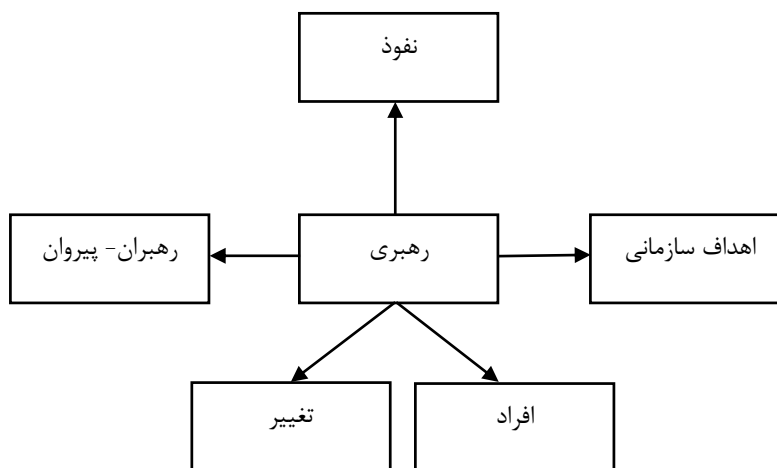 نفوذ
اهداف سازمانی
رهبری
رهبران- پیروان
افراد
تغییر